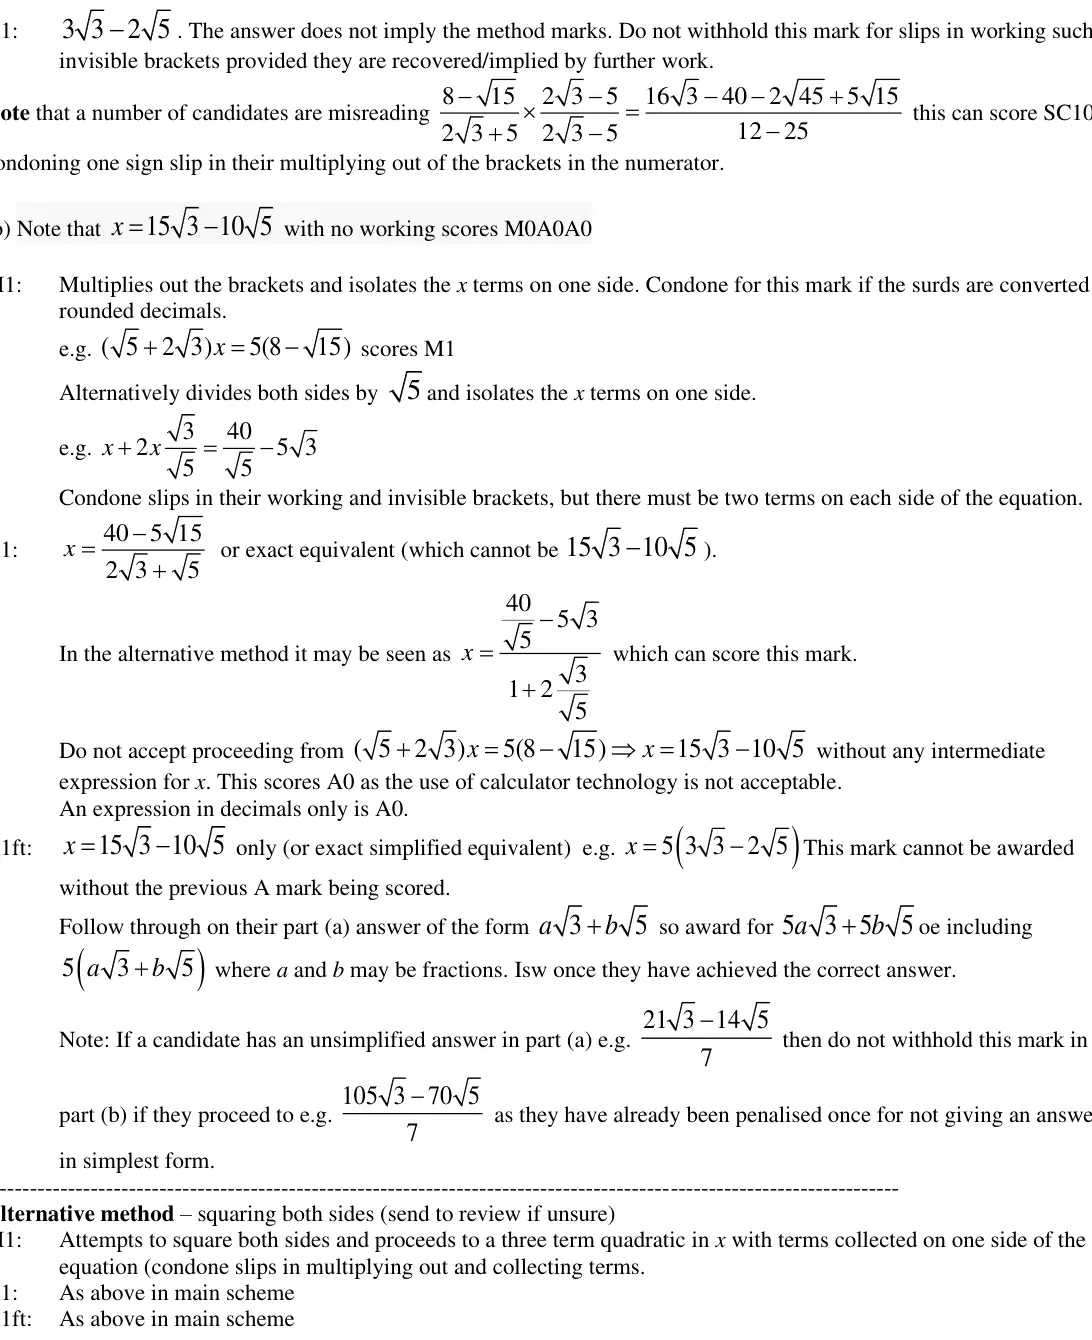 1: 3√3 − 2√5 . The answer does not imply the method marks. Do not withhold this mark for slips in working such
invisible brackets provided they are recovered/implied by further work.
ote that a number of candidates are misreading (8 − √15)/(2√3 + 5) × (2√3 − 5)/(2√3 − 5) = (16√3 − 40 − 2√45 + 5√15)/(12 − 25) this can score SC10
ondoning one sign slip in their multiplying out of the brackets in the numerator.
) Note that x = 15√3 − 10√5 with no working scores M0A0A0
1: Multiplies out the brackets and isolates the x terms on one side. Condone for this mark if the surds are converted
rounded decimals.
e.g. (√5 + 2√3)x = 5(8 − √15) scores M1
Alternatively divides both sides by √5 and isolates the x terms on one side.
e.g. x + 2x √3/√5 = 40/√5 − 5√3
Condone slips in their working and invisible brackets, but there must be two terms on each side of the equation.
1: x = (40 − 5√15)/(2√3 + √5) or exact equivalent (which cannot be 15√3 − 10√5 ).
In the alternative method it may be seen as x = (40/√5 − 5√3)/(1 + 2 √3/√5) which can score this mark.
Do not accept proceeding from (√5 + 2√3)x = 5(8 − √15) ⇒ x = 15√3 − 10√5 without any intermediate
expression for x. This scores A0 as the use of calculator technology is not acceptable.
An expression in decimals only is A0.
1ft: x = 15√3 − 10√5 only (or exact simplified equivalent) e.g. x = 5(3√3 − 2√5) This mark cannot be awarded
without the previous A mark being scored.
Follow through on their part (a) answer of the form a√3 + b√5 so award for 5a√3 + 5b√5 oe including
5(a√3 + b√5) where a and b may be fractions. Isw once they have achieved the correct answer.
Note: If a candidate has an unsimplified answer in part (a) e.g. (21√3 − 14√5)/7 then do not withhold this mark in
part (b) if they proceed to e.g. (105√3 − 70√5)/7 as they have already been penalised once for not giving an answe
in simplest form.
--------------------------------------------------------------------------------------------------------------------
lternative method – squaring both sides (send to review if unsure)
1: Attempts to square both sides and proceeds to a three term quadratic in x with terms collected on one side of the
equation (condone slips in multiplying out and collecting terms.
1: As above in main scheme
1ft: As above in main scheme